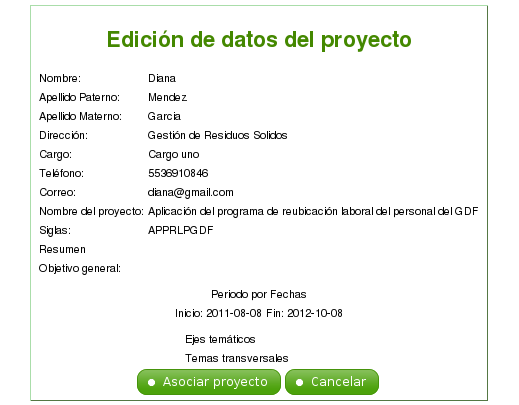 Edición de datos del proyecto
Nombre: Diana
Apellido Paterno: Mendez
Apellido Materno: Garcia
Dirección: Gestión de Residuos Solidos
Cargo: Cargo uno
Teléfono: 5536910846
Correo: diana@gmail.com
Nombre del proyecto: Aplicación del programa de reubicación laboral del personal del GDF
Siglas: APPRLPGDF
Resumen
Objetivo general:
Periodo por Fechas
Inicio: 2011-08-08 Fin: 2012-10-08
Ejes temáticos
Temas transversales
Asociar proyecto Cancelar